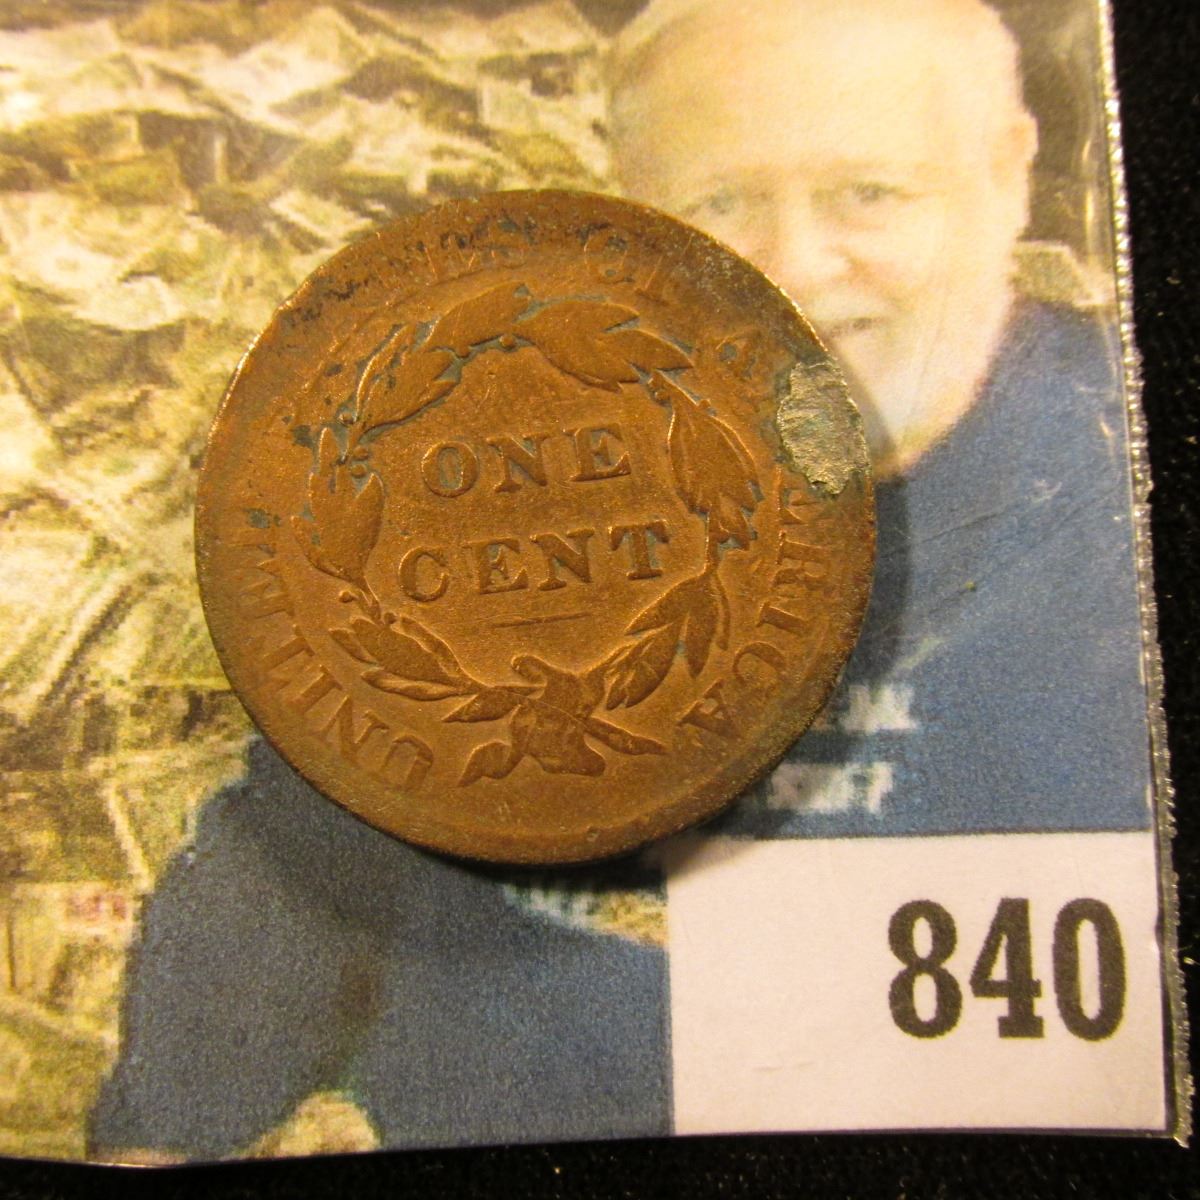 UNITED STATES OF AMERICA
ONE
CENT
840